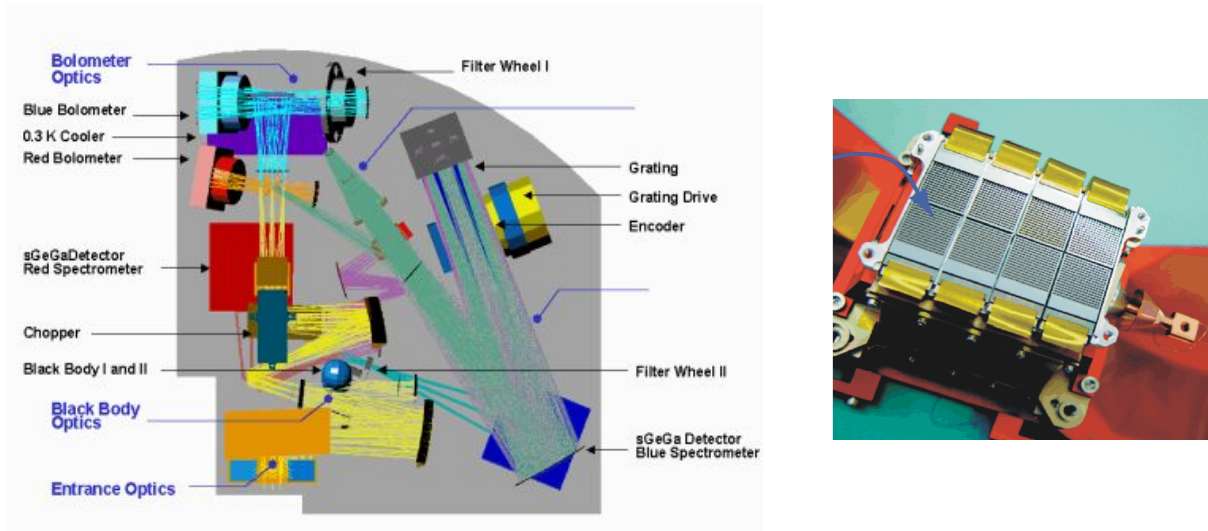 Bolometer
Optics
Filter Wheel I
Blue Bolometer
0.3 K Cooler
Red Bolometer
Grating
Grating Drive
Encoder
sGeGaDetector
Red Spectrometer
Chopper
Black Body I and II
Filter Wheel II
Black Body
Optics
sGeGa Detector
Blue Spectrometer
Entrance Optics